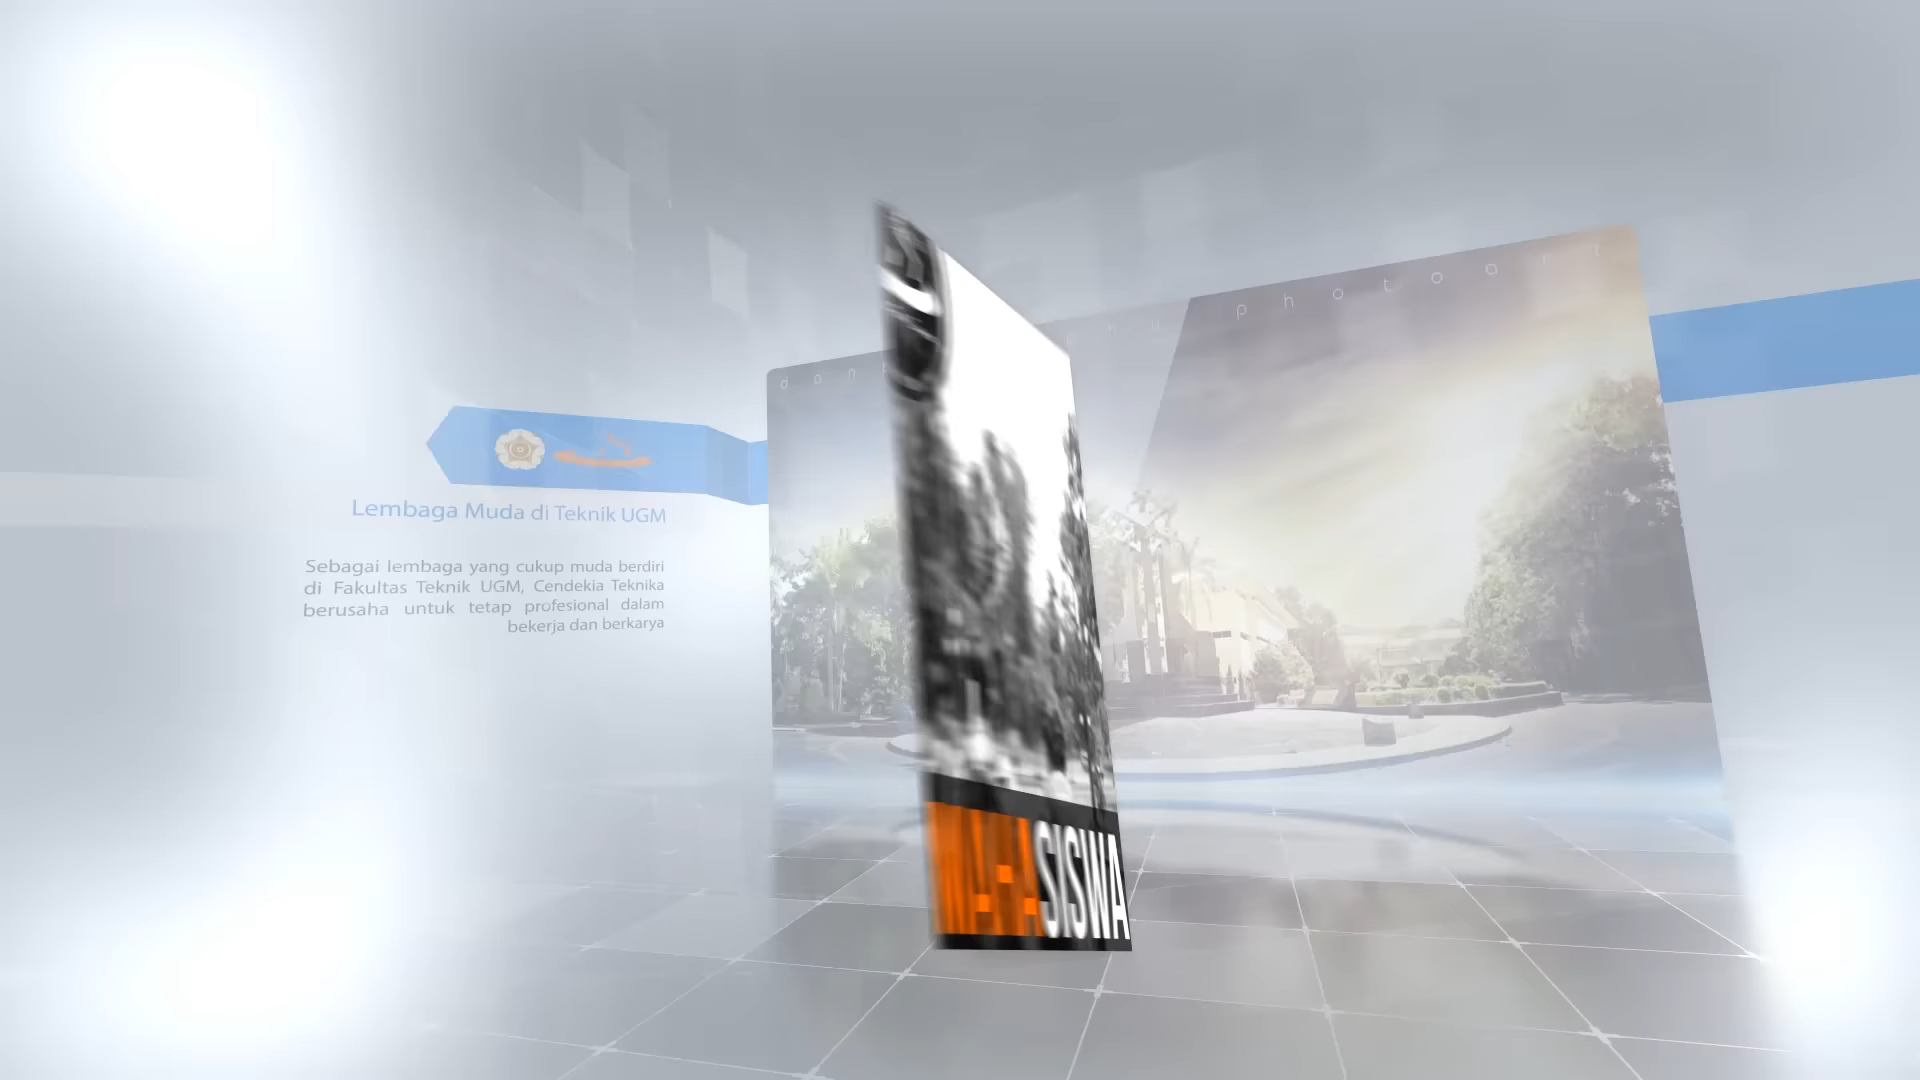 photoart
Lembaga Muda di Teknik UGM
Sebagai lembaga yang cukup muda berdiri
di Fakultas Teknik UGM, Cendekia Teknika
berusaha untuk tetap profesional dalam
bekerja dan berkarya
SISWA